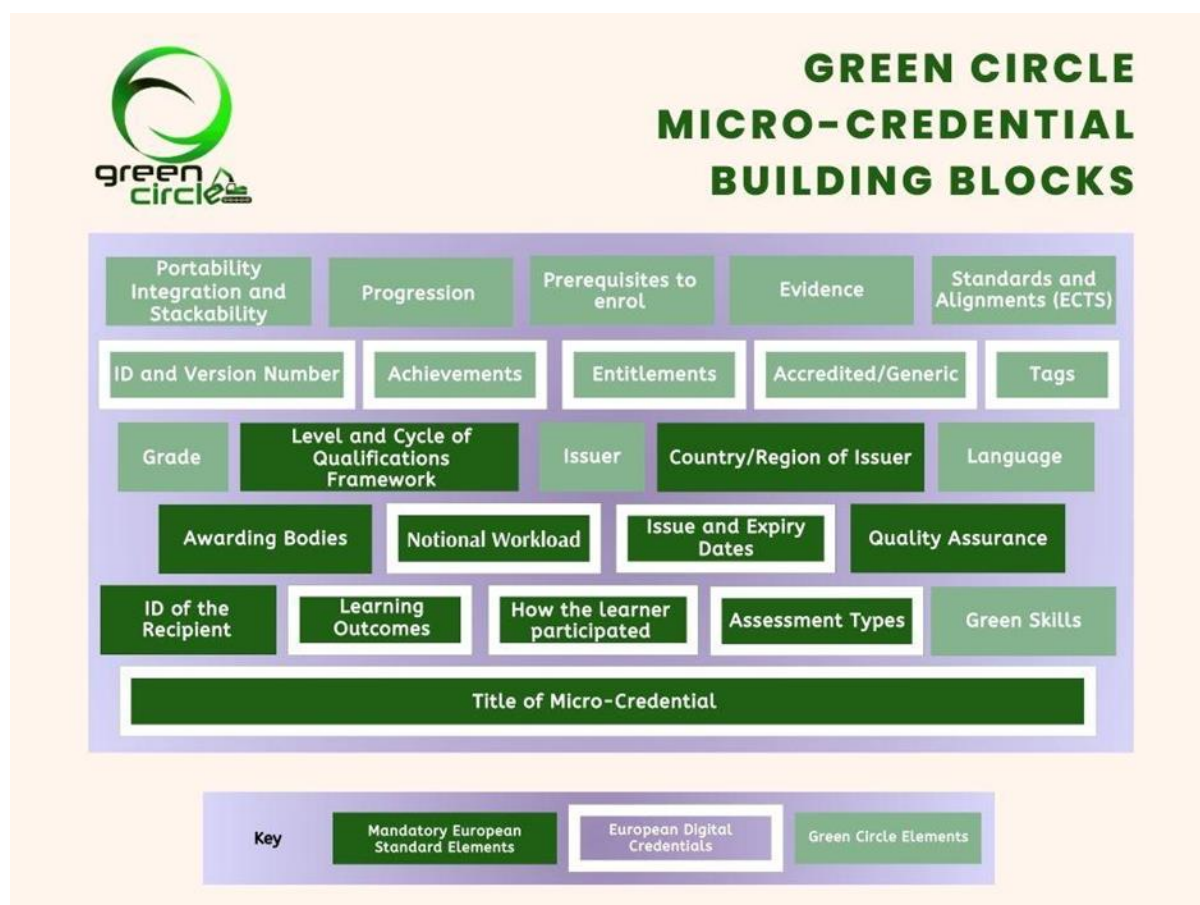 green
circle
GREEN CIRCLE
MICRO-CREDENTIAL
BUILDING BLOCKS
Portability
Integration and
Stackability
Progression
Prerequisites to
enrol
Evidence
Standards and
Alignments (ECTS)
ID and Version Number
Achievements
Entitlements
Accredited/Generic
Tags
Grade
Level and Cycle of
Qualifications
Framework
Issuer
Country/Region of Issuer
Language
Awarding Bodies
Notional Workload
Issue and Expiry
Dates
Quality Assurance
ID of the
Recipient
Learning
Outcomes
How the learner
participated
Assessment Types
Green Skills
Title of Micro-Credential
Key
Mandatory European
Standard Elements
European Digital
Credentials
Green Circle Elements